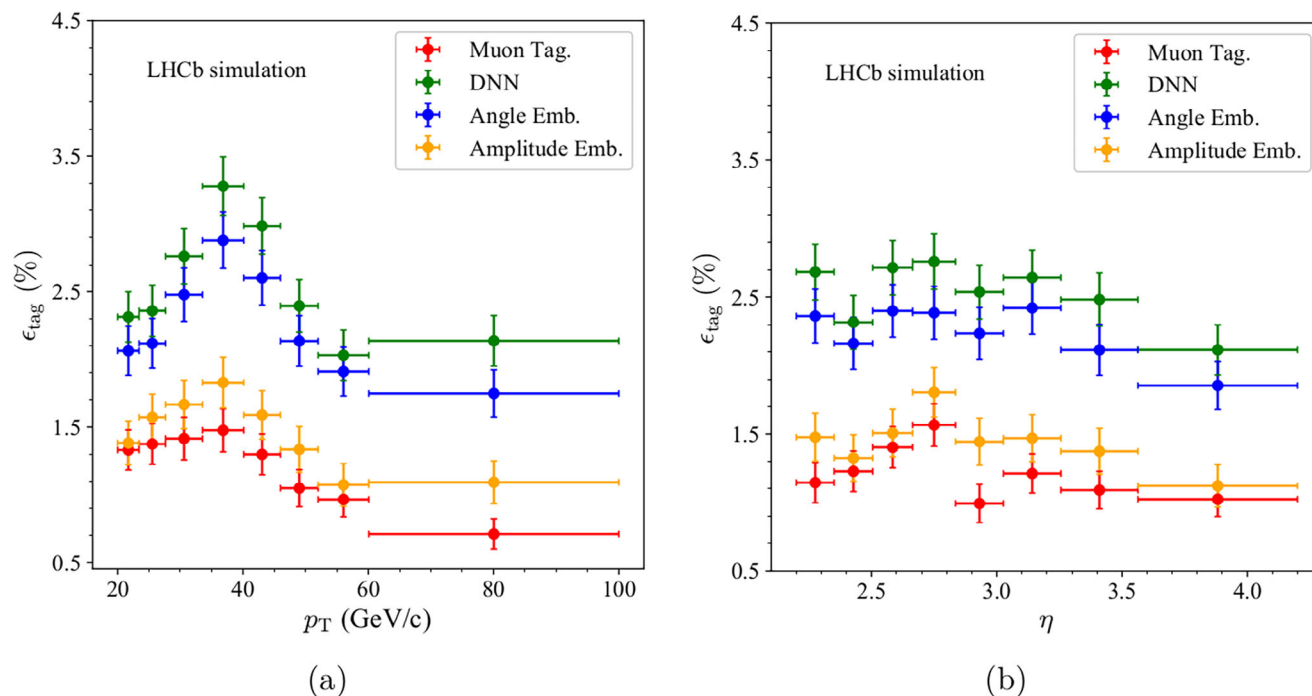 4.5
3.5
2.5
1.5
0.5
ϵtag (%)
LHCb simulation
Muon Tag.
DNN
Angle Emb.
Amplitude Emb.
20 40 60 80 100
pT (GeV/c)
(a)
4.5
3.5
2.5
1.5
0.5
ϵtag (%)
LHCb simulation
Muon Tag.
DNN
Angle Emb.
Amplitude Emb.
2.5 3.0 3.5 4.0
η
(b)